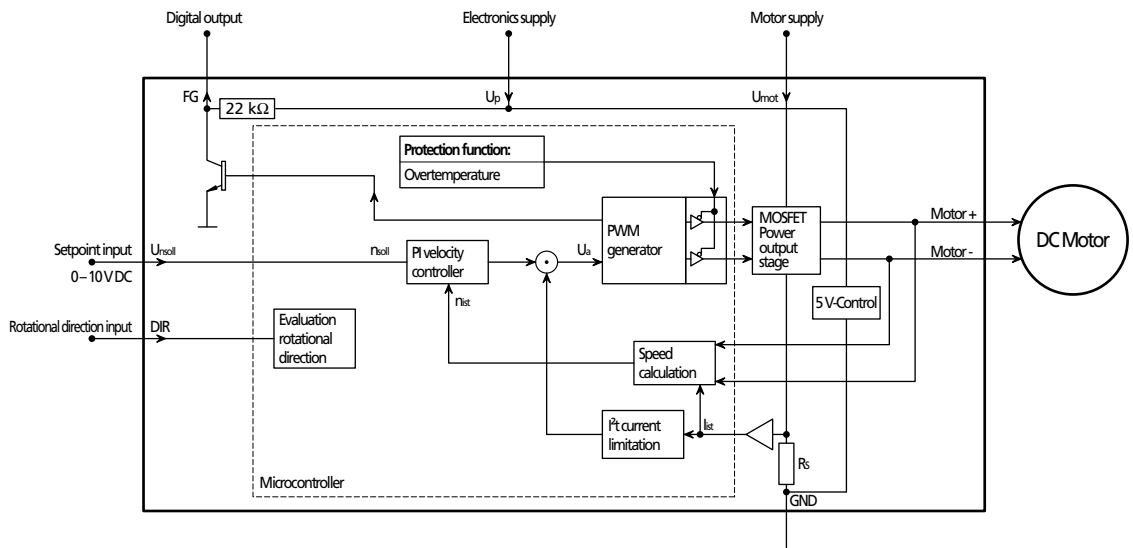 Digital output
Electronics supply
Motor supply
FG
22 kΩ
Up
Umot
Protection function:
Overtemperature
PWM
generator
MOSFET
Power
output
stage
Motor +
Motor -
DC Motor
Setpoint input
Unsoll
0 – 10 V DC
nsoll
PI velocity
controller
Ua
nist
5 V-Control
Rotational direction input
DIR
Evaluation
rotational
direction
Speed
calculation
I²t current
limitation
Iist
RS
Microcontroller
GND